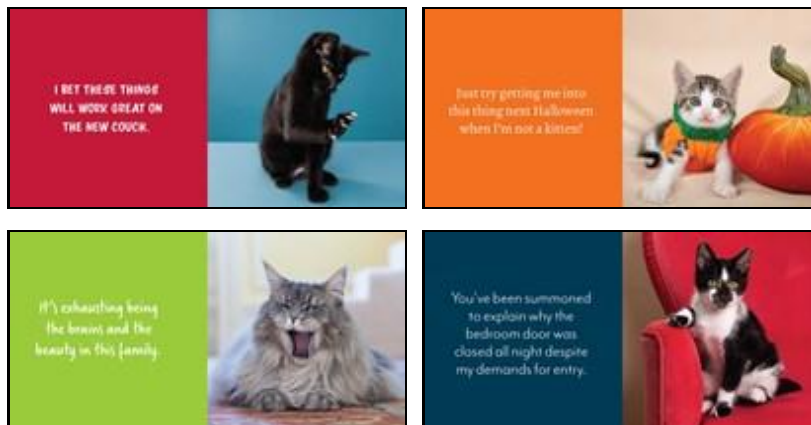 I BET THESE THINGS
WILL WORK GREAT ON
THE NEW COUCH.
Just try getting me into
this thing next Halloween
when I'm not a kitten!
It's exhausting being
the brains and the
beauty in this family.
You've been summoned
to explain why the
bedroom door was
closed all night despite
my demands for entry.